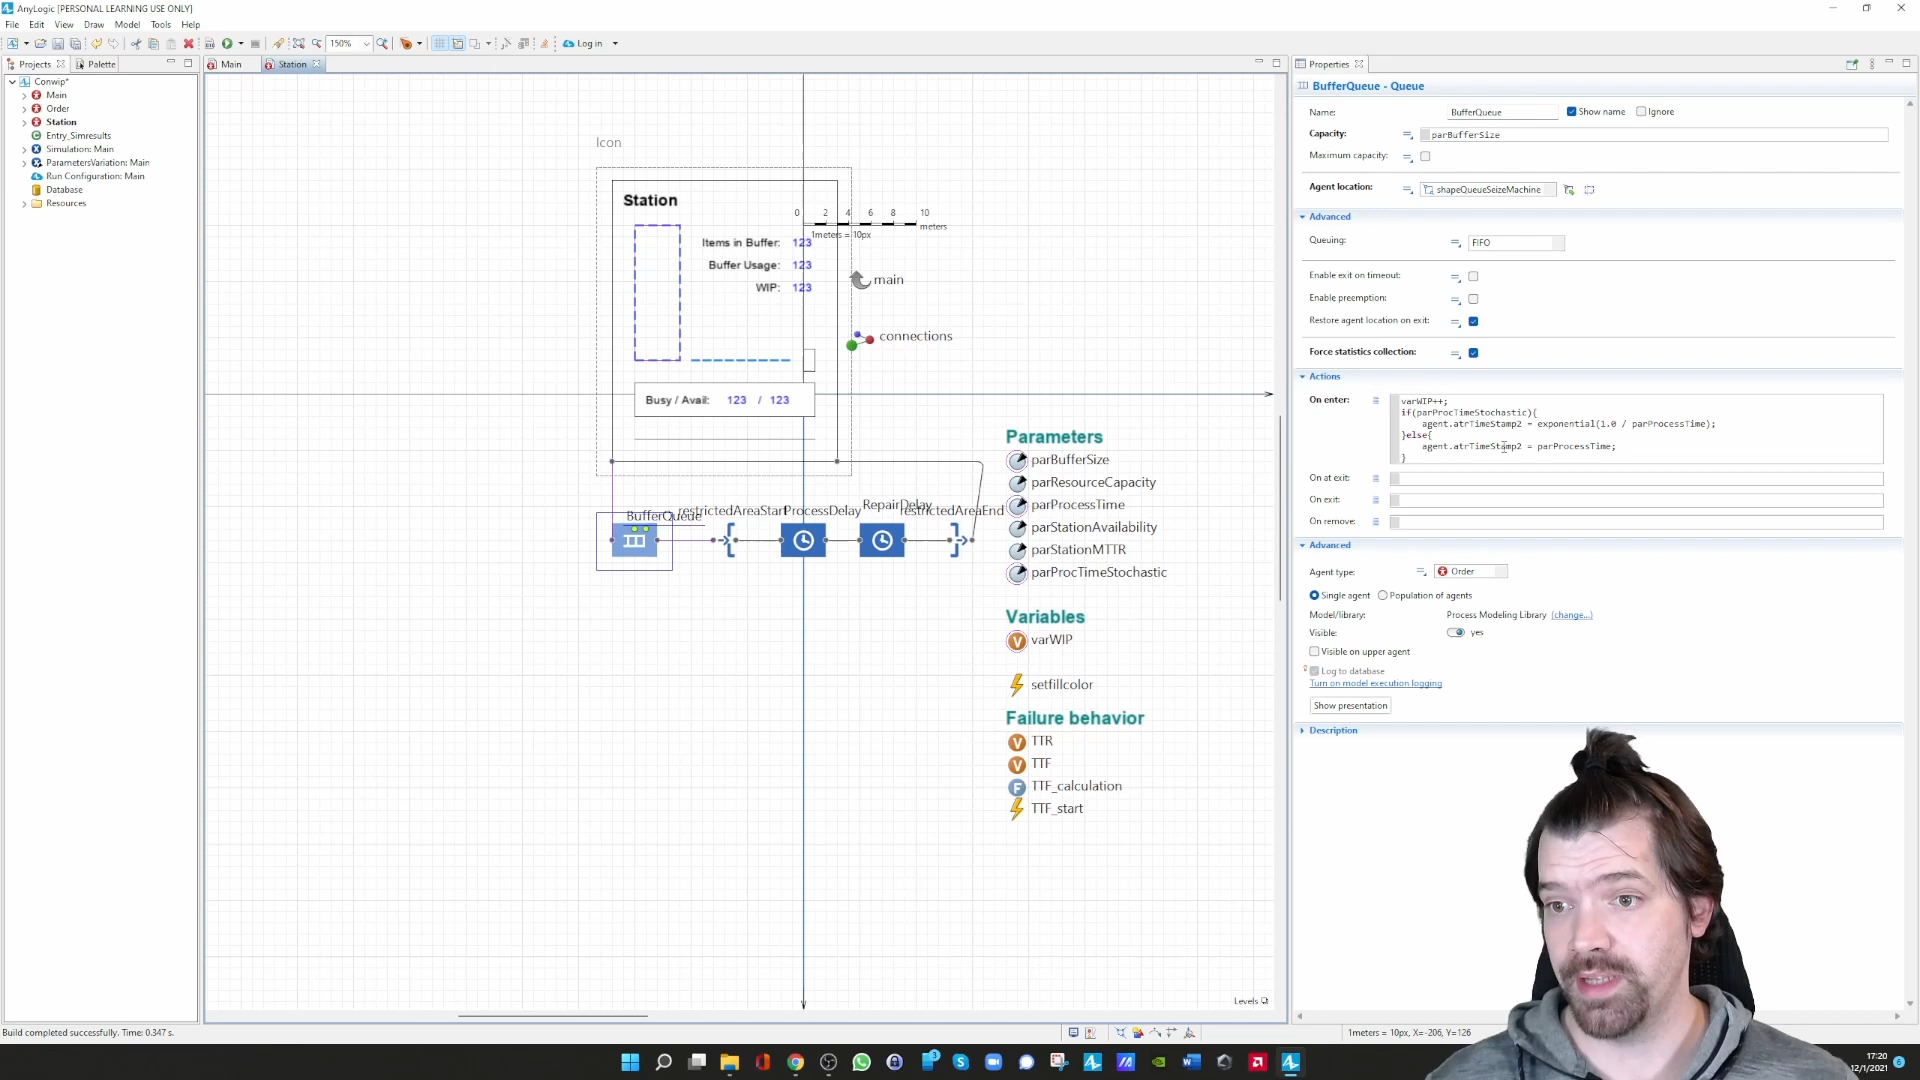 AnyLogic [PERSONAL LEARNING USE ONLY]
File Edit View Draw Model Tools Help
150% Log in
Projects Palette
Main Station
Properties
Conwip*
Main
Order
Station
Entry_Simresults
Simulation: Main
ParametersVariation: Main
Run Configuration: Main
Database
Resources
Icon
Station
0 2 4 6 8 10
meters
1meters = 10px
Items in Buffer: 123
Buffer Usage: 123
WIP: 123
main
connections
Busy / Avail: 123 / 123
BufferQueue
restrictedAreaStart
ProcessDelay
RepairDelay
restrictedAreaEnd
Parameters
parBufferSize
parResourceCapacity
parProcessTime
parStationAvailability
parStationMTTR
parProcTimeStochastic
Variables
varWIP
setfillcolor
Failure behavior
TTR
TTF
TTF_calculation
TTF_start
Levels
BufferQueue - Queue
Name: BufferQueue Show name Ignore
Capacity: parBufferSize
Maximum capacity:
Agent location: shapeQueueSeizeMachine
Advanced
Queuing: FIFO
Enable exit on timeout:
Enable preemption:
Restore agent location on exit:
Force statistics collection:
Actions
On enter:
varWIP++;
if(parProcTimeStochastic){
agent.atrTimeStamp2 = exponential(1.0 / parProcessTime);
}else{
agent.atrTimeStamp2 = parProcessTime;
}
On at exit:
On exit:
On remove:
Advanced
Agent type: Order
Single agent Population of agents
Model/library: Process Modeling Library (change...)
Visible: yes
Visible on upper agent
Log to database
Turn on model execution logging
Show presentation
Description
Build completed successfully. Time: 0.347 s.
1meters = 10px, X=-206, Y=126
17:20
12/1/2021